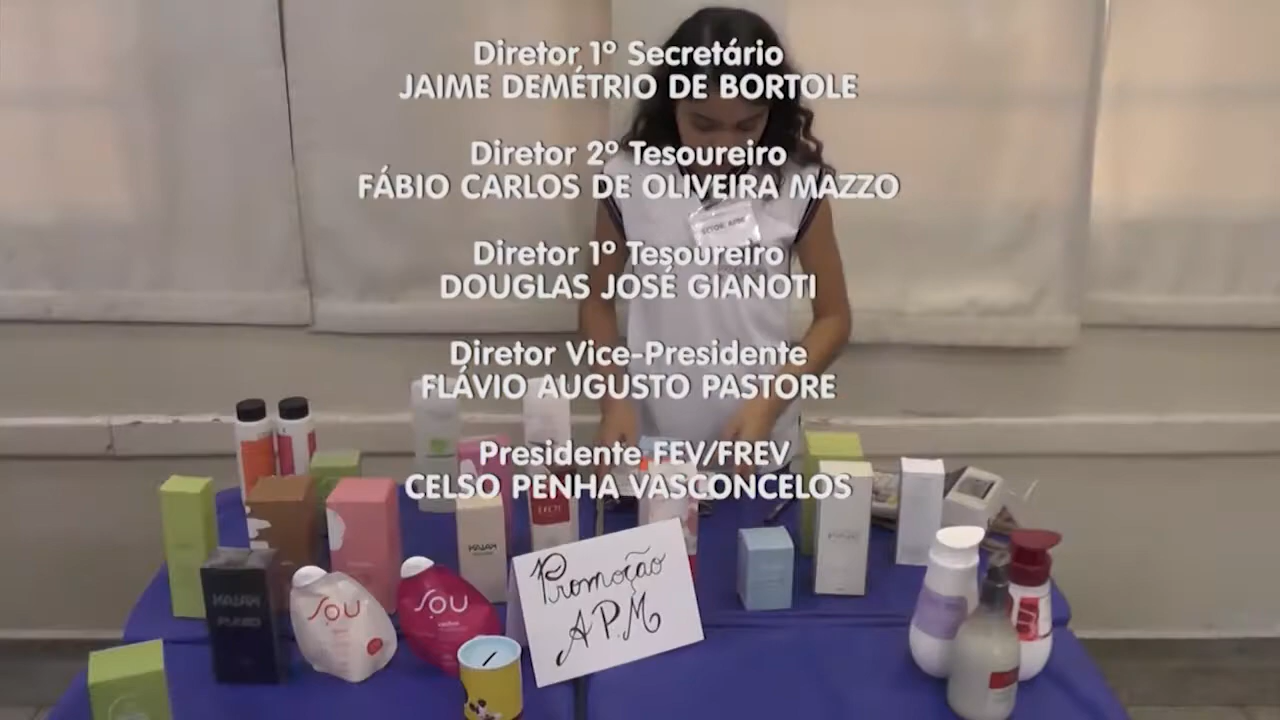 Diretor 1º Secretário
JAIME DEMÉTRIO DE BORTOLE
Diretor 2º Tesoureiro
FÁBIO CARLOS DE OLIVEIRA MAZZO
Diretor 1º Tesoureiro
DOUGLAS JOSÉ GIANOTI
Diretor Vice-Presidente
FLÁVIO AUGUSTO PASTORE
Presidente FEV/FREV
CELSO PENHA VASCONCELOS
KAIAK
KAIAK
SOU
SOU
Promoção
A.P.M